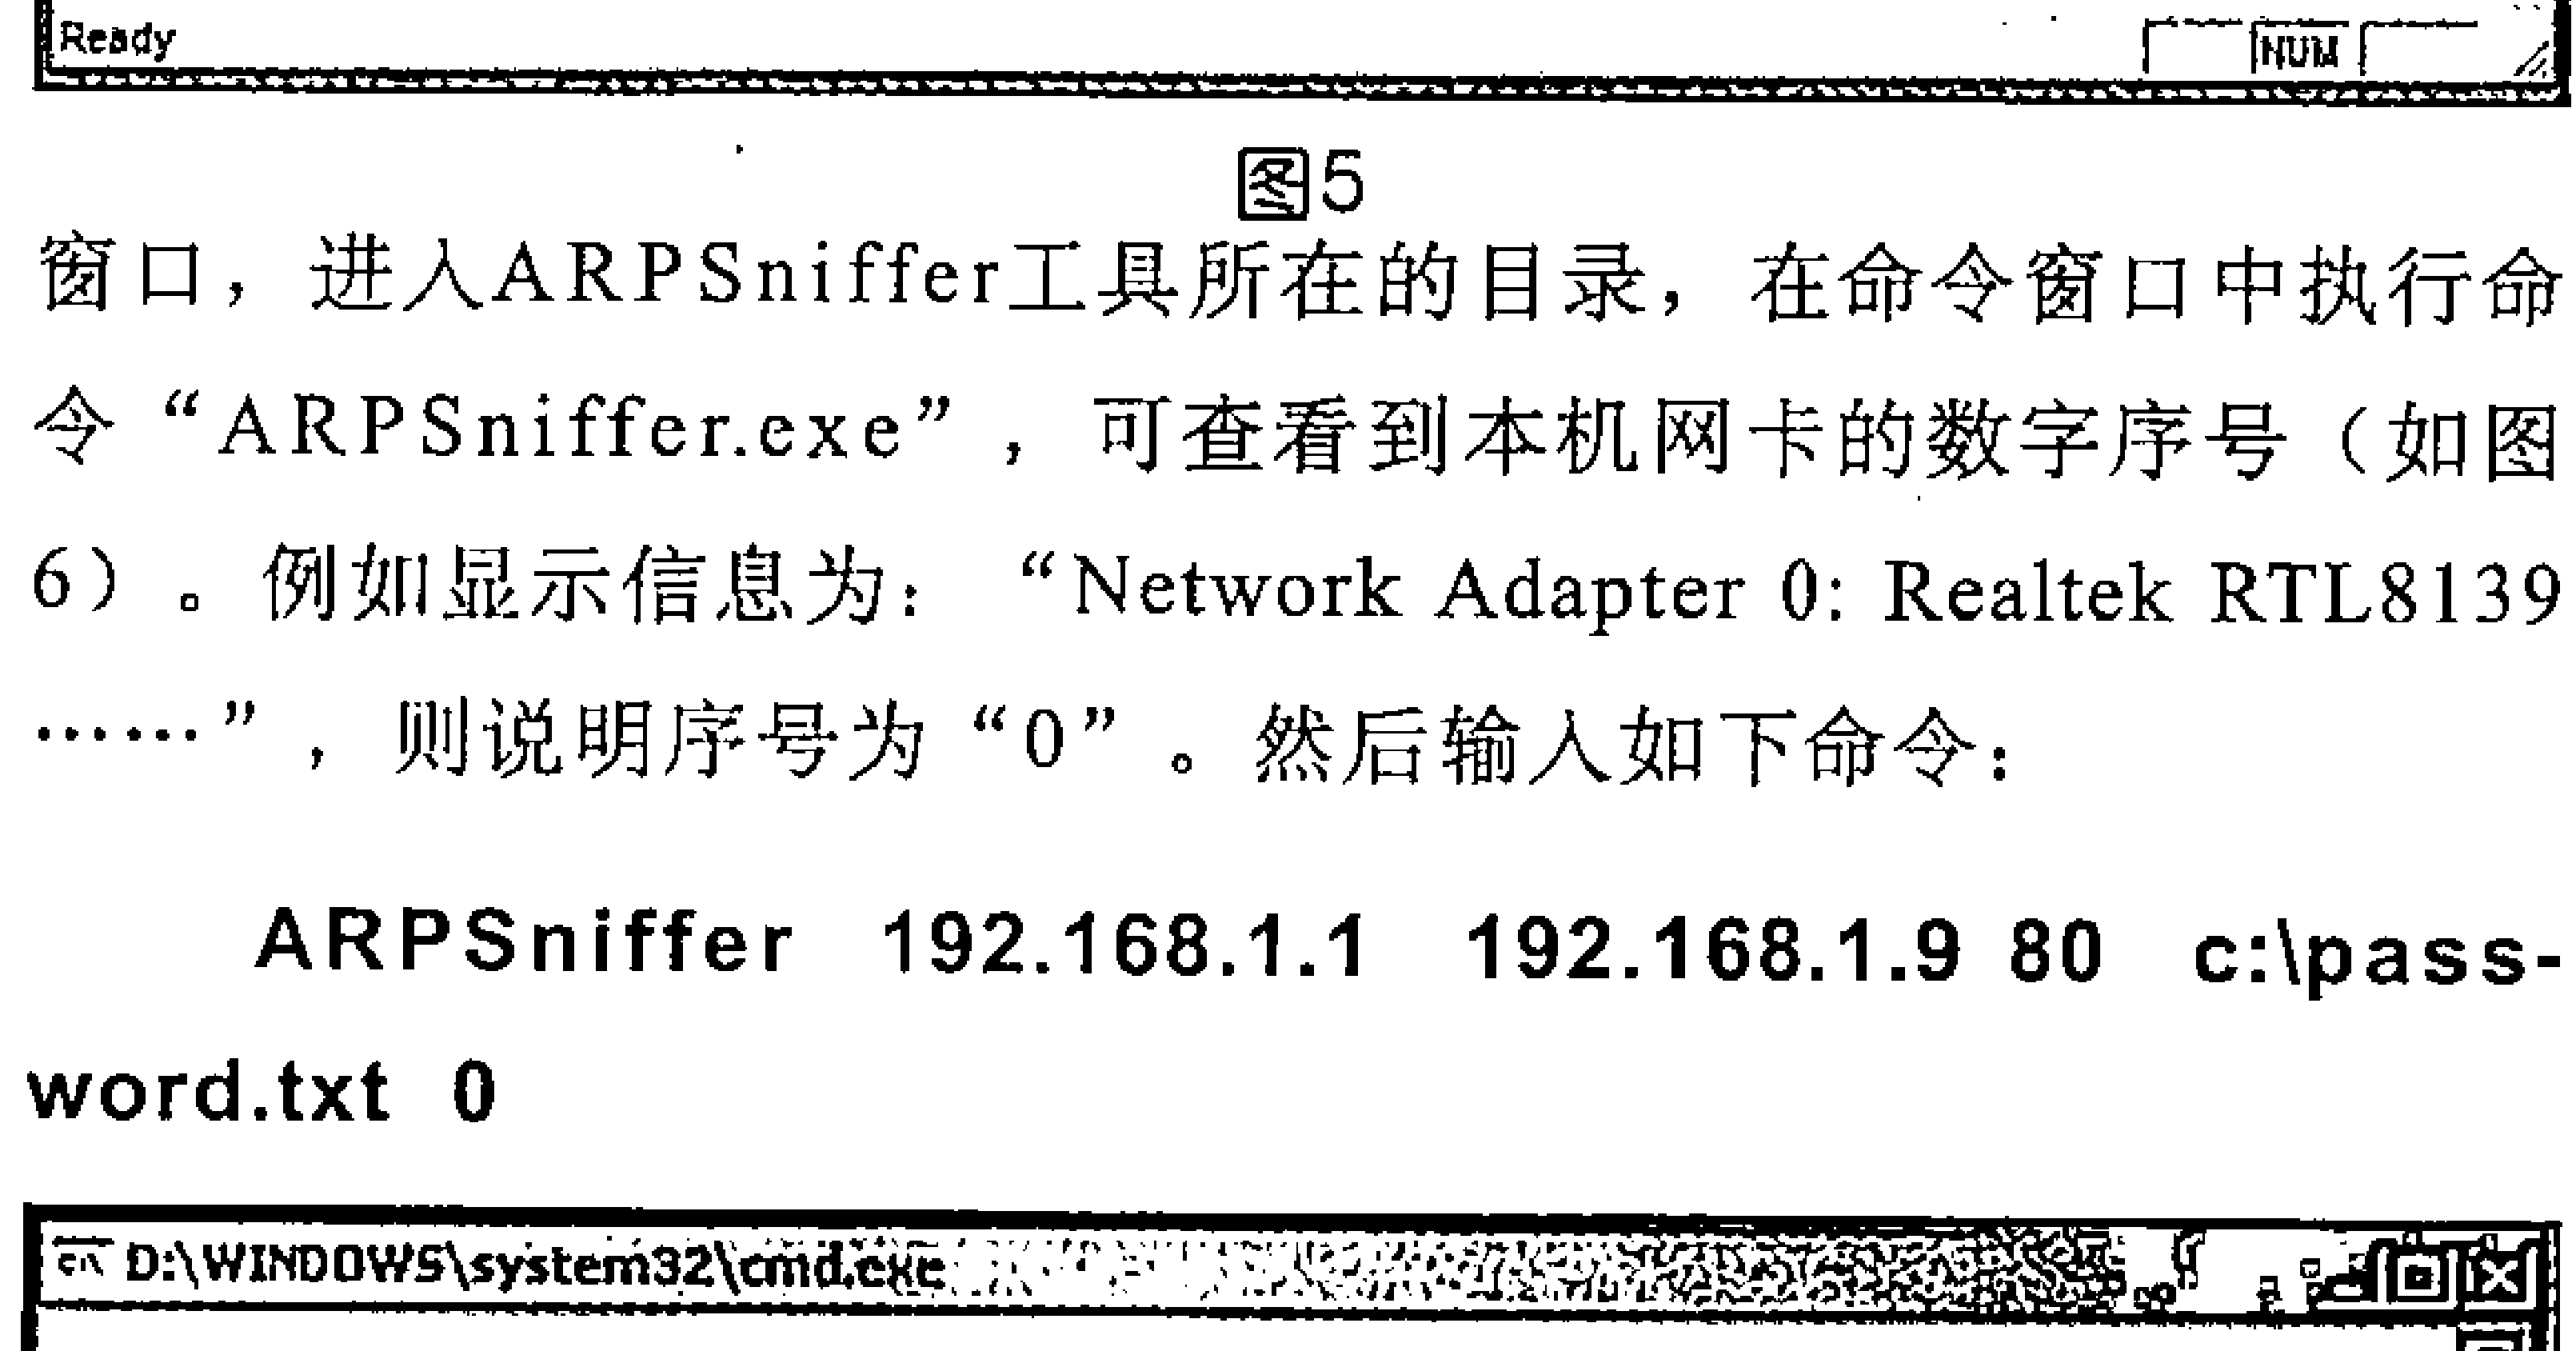 Ready
NUM
图5
窗口，进入ARPSniffer工具所在的目录，在命令窗口中执行命
令“ARPSniffer.exe”，可查看到本机网卡的数字序号（如图
6）。例如显示信息为：“Network Adapter 0: Realtek RTL8139
……”，则说明序号为“0”。然后输入如下命令：
ARPSniffer 192.168.1.1 192.168.1.9 80 c:\pass-
word.txt 0
D:\WINDOWS\system32\cmd.exe